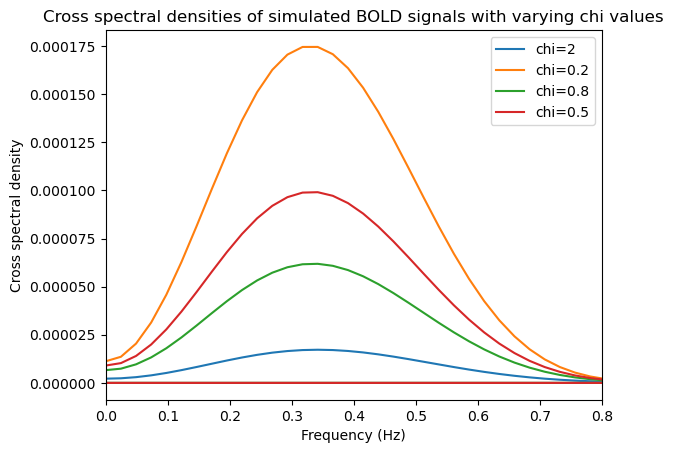 Cross spectral densities of simulated BOLD signals with varying chi values
0.000175
0.000150
0.000125
0.000100
0.000075
0.000050
0.000025
0.000000
Cross spectral density
chi=2
chi=0.2
chi=0.8
chi=0.5
0.0 0.1 0.2 0.3 0.4 0.5 0.6 0.7 0.8
Frequency (Hz)